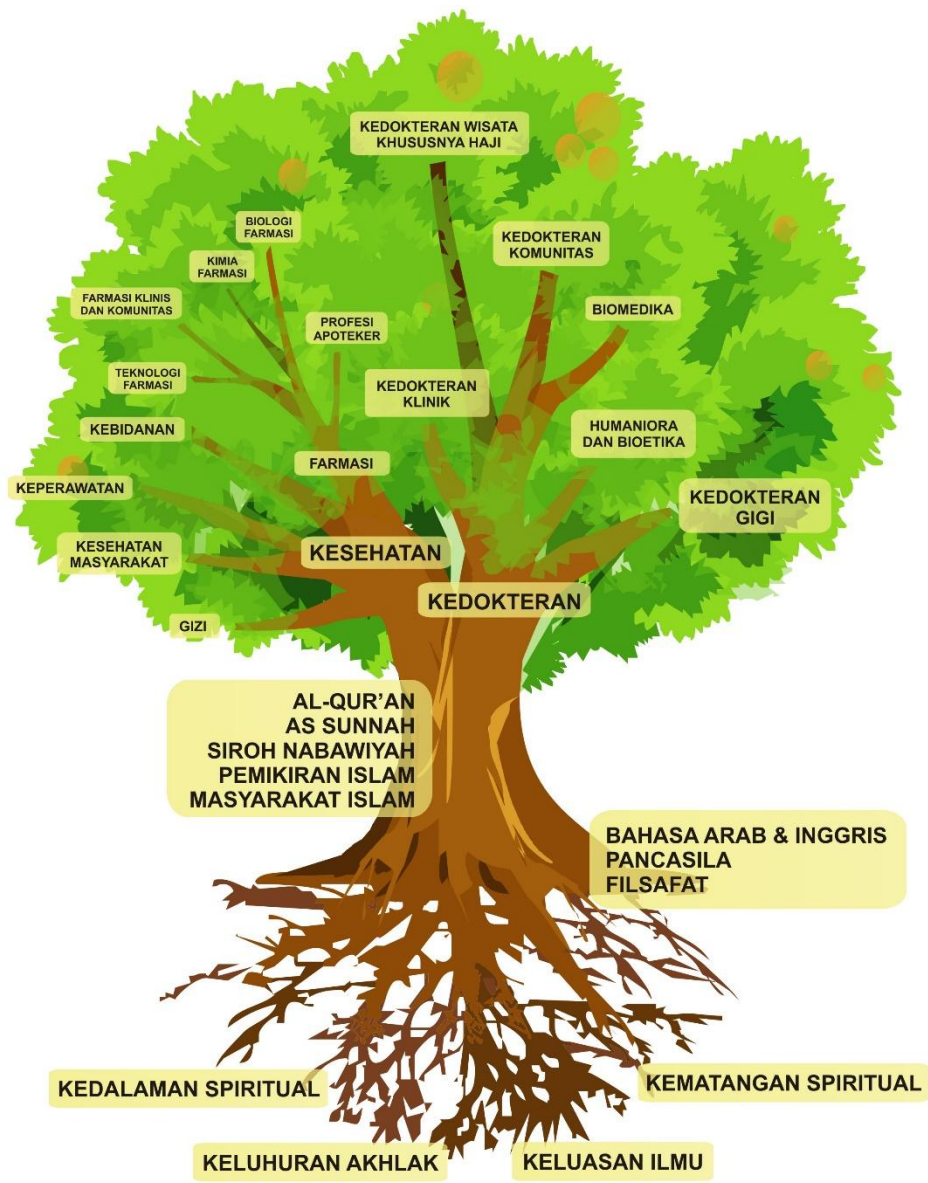 KEDOKTERAN WISATA
KHUSUSNYA HAJI
BIOLOGI
FARMASI
KEDOKTERAN
KOMUNITAS
KIMIA
FARMASI
FARMASI KLINIS
DAN KOMUNITAS
PROFESI
APOTEKER
BIOMEDIKA
TEKNOLOGI
FARMASI
KEDOKTERAN
KLINIK
KEBIDANAN
HUMANIORA
DAN BIOETIKA
FARMASI
KEPERAWATAN
KEDOKTERAN
GIGI
KESEHATAN
MASYARAKAT
KESEHATAN
KEDOKTERAN
GIZI
AL-QUR'AN
AS SUNNAH
SIROH NABAWIYAH
PEMIKIRAN ISLAM
MASYARAKAT ISLAM
BAHASA ARAB & INGGRIS
PANCASILA
FILSAFAT
KEDALAMAN SPIRITUAL
KEMATANGAN SPIRITUAL
KELUHURAN AKHLAK
KELUASAN ILMU